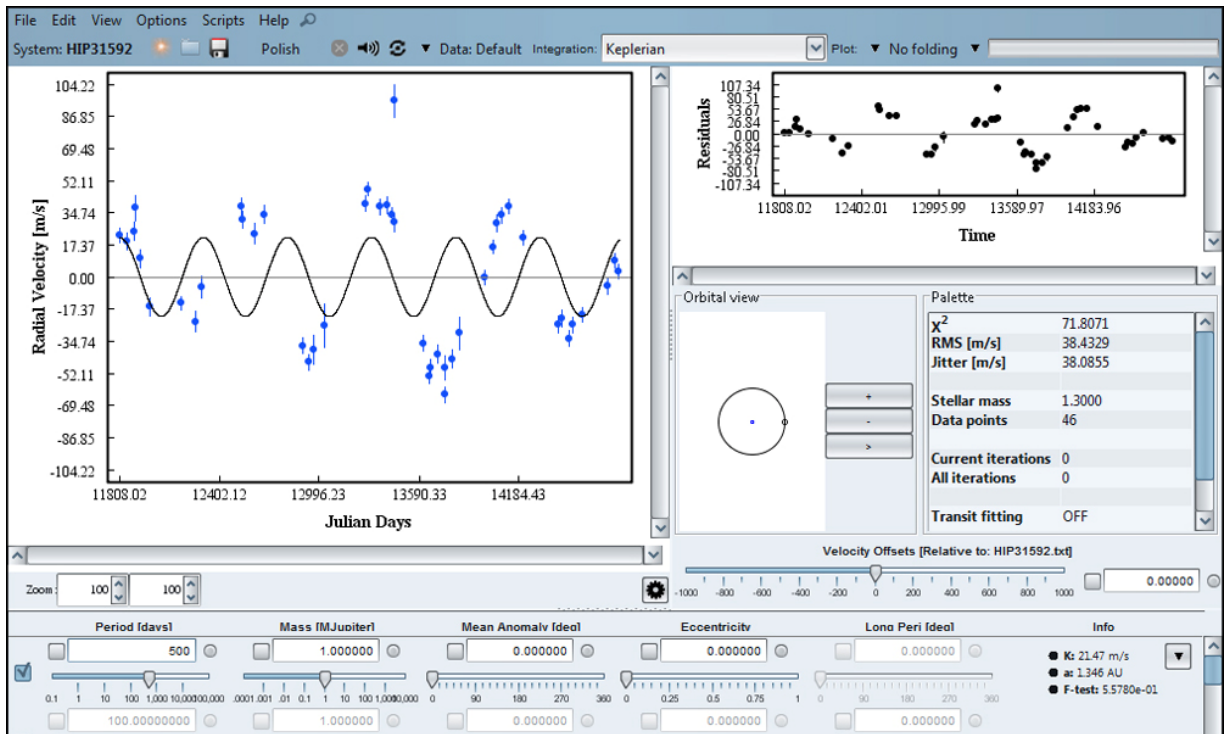 File Edit View Options Scripts Help
System: HIP31592 Polish Data: Default Integration: Keplerian Plot: No folding
104.22
86.85
69.48
52.11
34.74
17.37
0.00
-17.37
-34.74
-52.11
-69.48
-86.85
-104.22
Radial Velocity [m/s]
11808.02 12402.12 12996.23 13590.33 14184.43
Julian Days
107.34
80.51
53.67
26.84
0.00
-26.84
-53.67
-80.51
-107.34
Residuals
11808.02 12402.01 12995.99 13589.97 14183.96
Time
Orbital view
+
-
>
Palette
X2 71.8071
RMS [m/s] 38.4329
Jitter [m/s] 38.0855
Stellar mass 1.3000
Data points 46
Current iterations 0
All iterations 0
Transit fitting OFF
Velocity Offsets [Relative to: HIP31592.txt]
-1000 -800 -600 -400 -200 0 200 400 600 800 1000 0.00000
Zoom: 100 100
Period [days] Mass [MJupiter] Mean Anomaly [deg] Eccentricity Long Peri [deg] Info
500 1.000000 0.000000 0.000000 0.000000
K: 21.47 m/s
a: 1.346 AU
F-test: 5.5780e-01
0.1 1 10 100 1,000 10,000 100,000 .0001 .001 .01 0.1 1 10 100 1,000 10,000 0 90 180 270 360 0 0.25 0.5 0.75 1 0 90 180 270 360
100.00000000 1.000000 0.000000 0.000000 0.000000